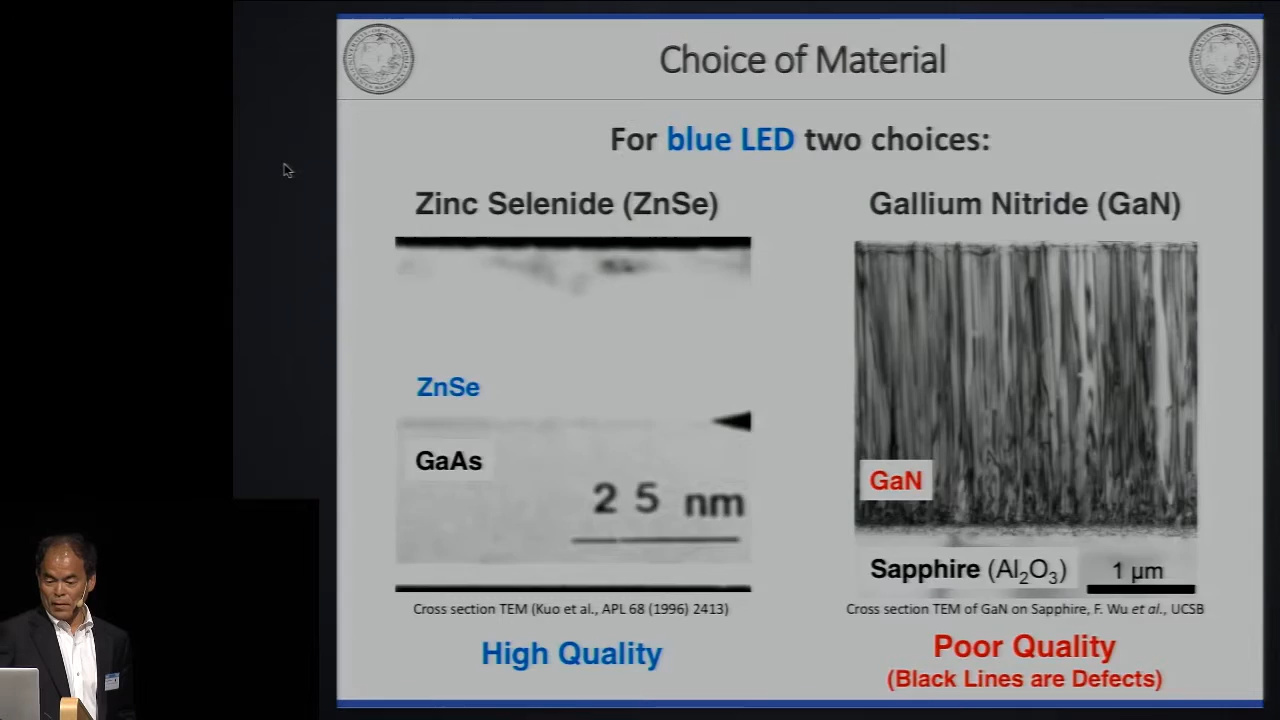 Choice of Material
For blue LED two choices:
Zinc Selenide (ZnSe)
ZnSe
GaAs
25 nm
Cross section TEM (Kuo et al., APL 68 (1996) 2413)
High Quality
Gallium Nitride (GaN)
GaN
Sapphire (Al₂O₃)
1 µm
Cross section TEM of GaN on Sapphire, F. Wu et al., UCSB
Poor Quality
(Black Lines are Defects)